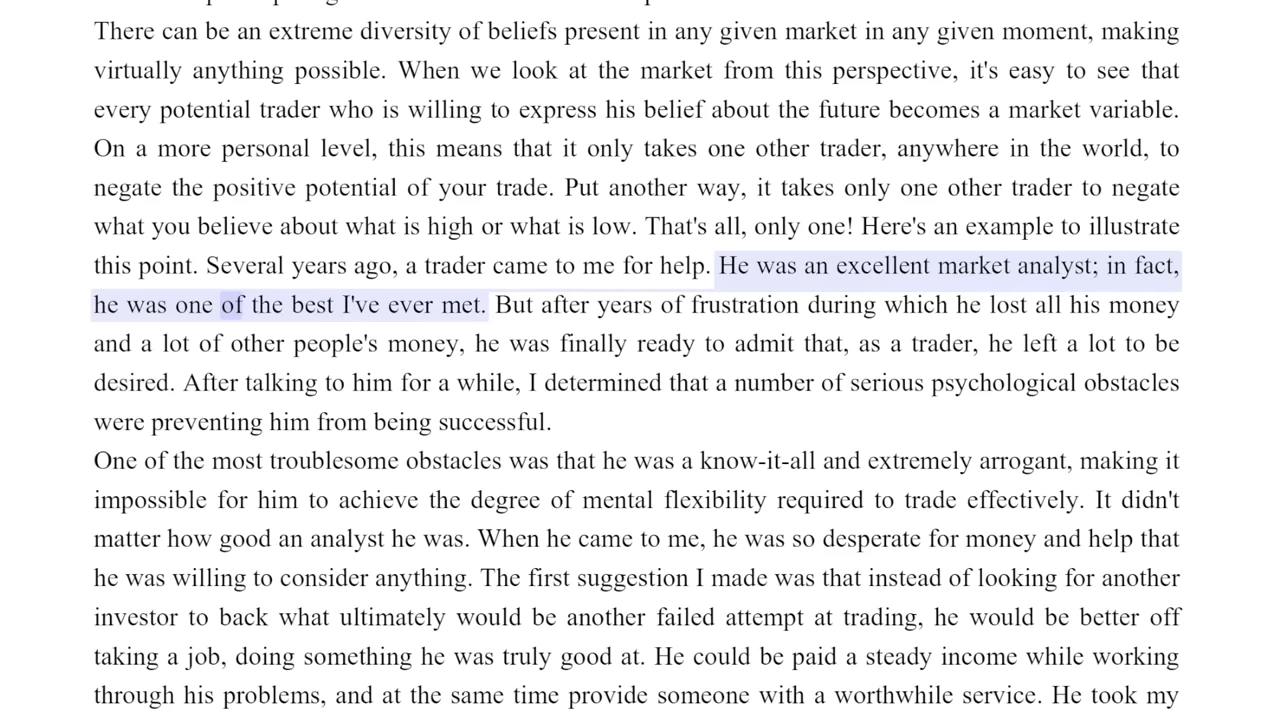 There can be an extreme diversity of beliefs present in any given market in any given moment, making
virtually anything possible. When we look at the market from this perspective, it's easy to see that
every potential trader who is willing to express his belief about the future becomes a market variable.
On a more personal level, this means that it only takes one other trader, anywhere in the world, to
negate the positive potential of your trade. Put another way, it takes only one other trader to negate
what you believe about what is high or what is low. That's all, only one! Here's an example to illustrate
this point. Several years ago, a trader came to me for help. He was an excellent market analyst; in fact,
he was one of the best I've ever met. But after years of frustration during which he lost all his money
and a lot of other people's money, he was finally ready to admit that, as a trader, he left a lot to be
desired. After talking to him for a while, I determined that a number of serious psychological obstacles
were preventing him from being successful.
One of the most troublesome obstacles was that he was a know-it-all and extremely arrogant, making it
impossible for him to achieve the degree of mental flexibility required to trade effectively. It didn't
matter how good an analyst he was. When he came to me, he was so desperate for money and help that
he was willing to consider anything. The first suggestion I made was that instead of looking for another
investor to back what ultimately would be another failed attempt at trading, he would be better off
taking a job, doing something he was truly good at. He could be paid a steady income while working
through his problems, and at the same time provide someone with a worthwhile service. He took my